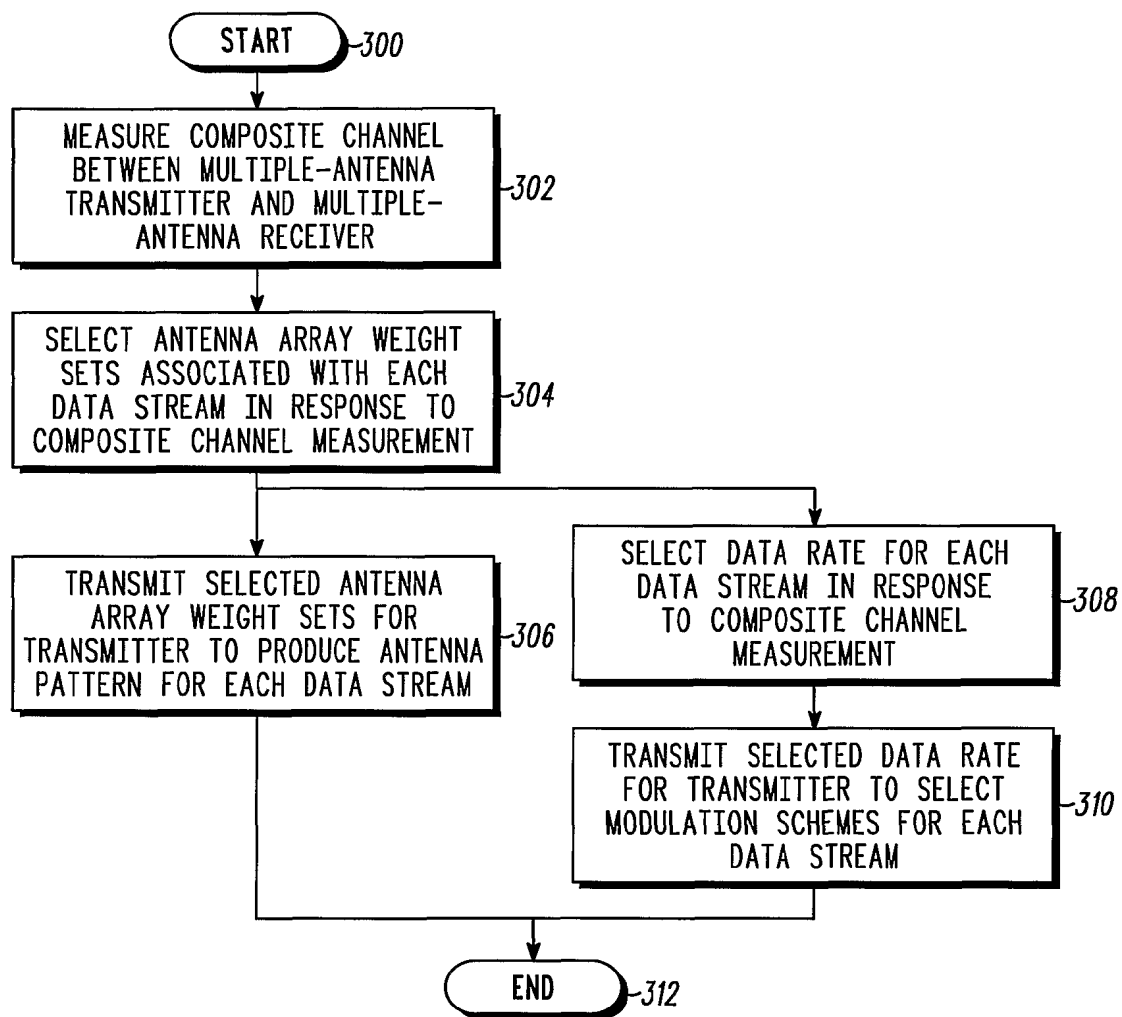 START
300
MEASURE COMPOSITE CHANNEL
BETWEEN MULTIPLE-ANTENNA
TRANSMITTER AND MULTIPLE-
ANTENNA RECEIVER
302
SELECT ANTENNA ARRAY WEIGHT
SETS ASSOCIATED WITH EACH
DATA STREAM IN RESPONSE TO
COMPOSITE CHANNEL MEASUREMENT
304
TRANSMIT SELECTED ANTENNA
ARRAY WEIGHT SETS FOR
TRANSMITTER TO PRODUCE ANTENNA
PATTERN FOR EACH DATA STREAM
306
SELECT DATA RATE FOR EACH
DATA STREAM IN RESPONSE
TO COMPOSITE CHANNEL
MEASUREMENT
308
TRANSMIT SELECTED DATA RATE
FOR TRANSMITTER TO SELECT
MODULATION SCHEMES FOR EACH
DATA STREAM
310
END
312